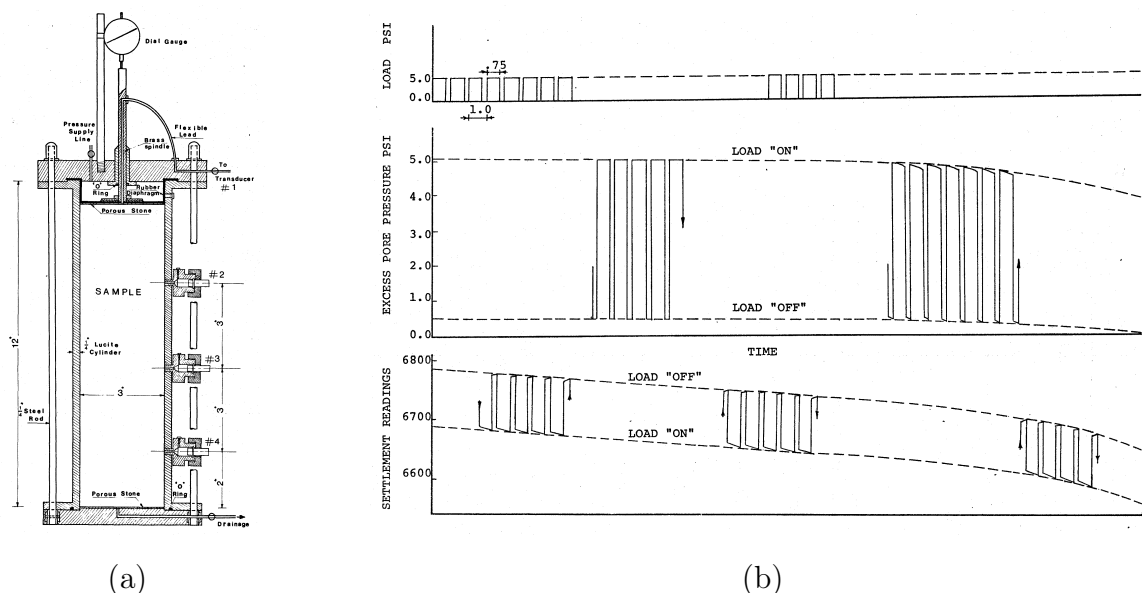 Dial Gauge
Pressure
Supply
Line
Flexible
Lead
Brass
spindle
To
Transducer
#1
"O"
Ring
Rubber
Diaphragm
Porous Stone
#2
SAMPLE
3"
12"
Lucite
Cylinder
#3
3"
3"
Steel
Rod
#4
"O"
Ring
2"
Porous Stone
Drainage
(a)
LOAD PSI
5.0
0.0
.75
1.0
EXCESS PORE PRESSURE PSI
5.0
4.0
3.0
2.0
1.0
0.0
LOAD "ON"
LOAD "OFF"
TIME
SETTLEMENT READINGS
6800
6700
6600
LOAD "OFF"
LOAD "ON"
(b)